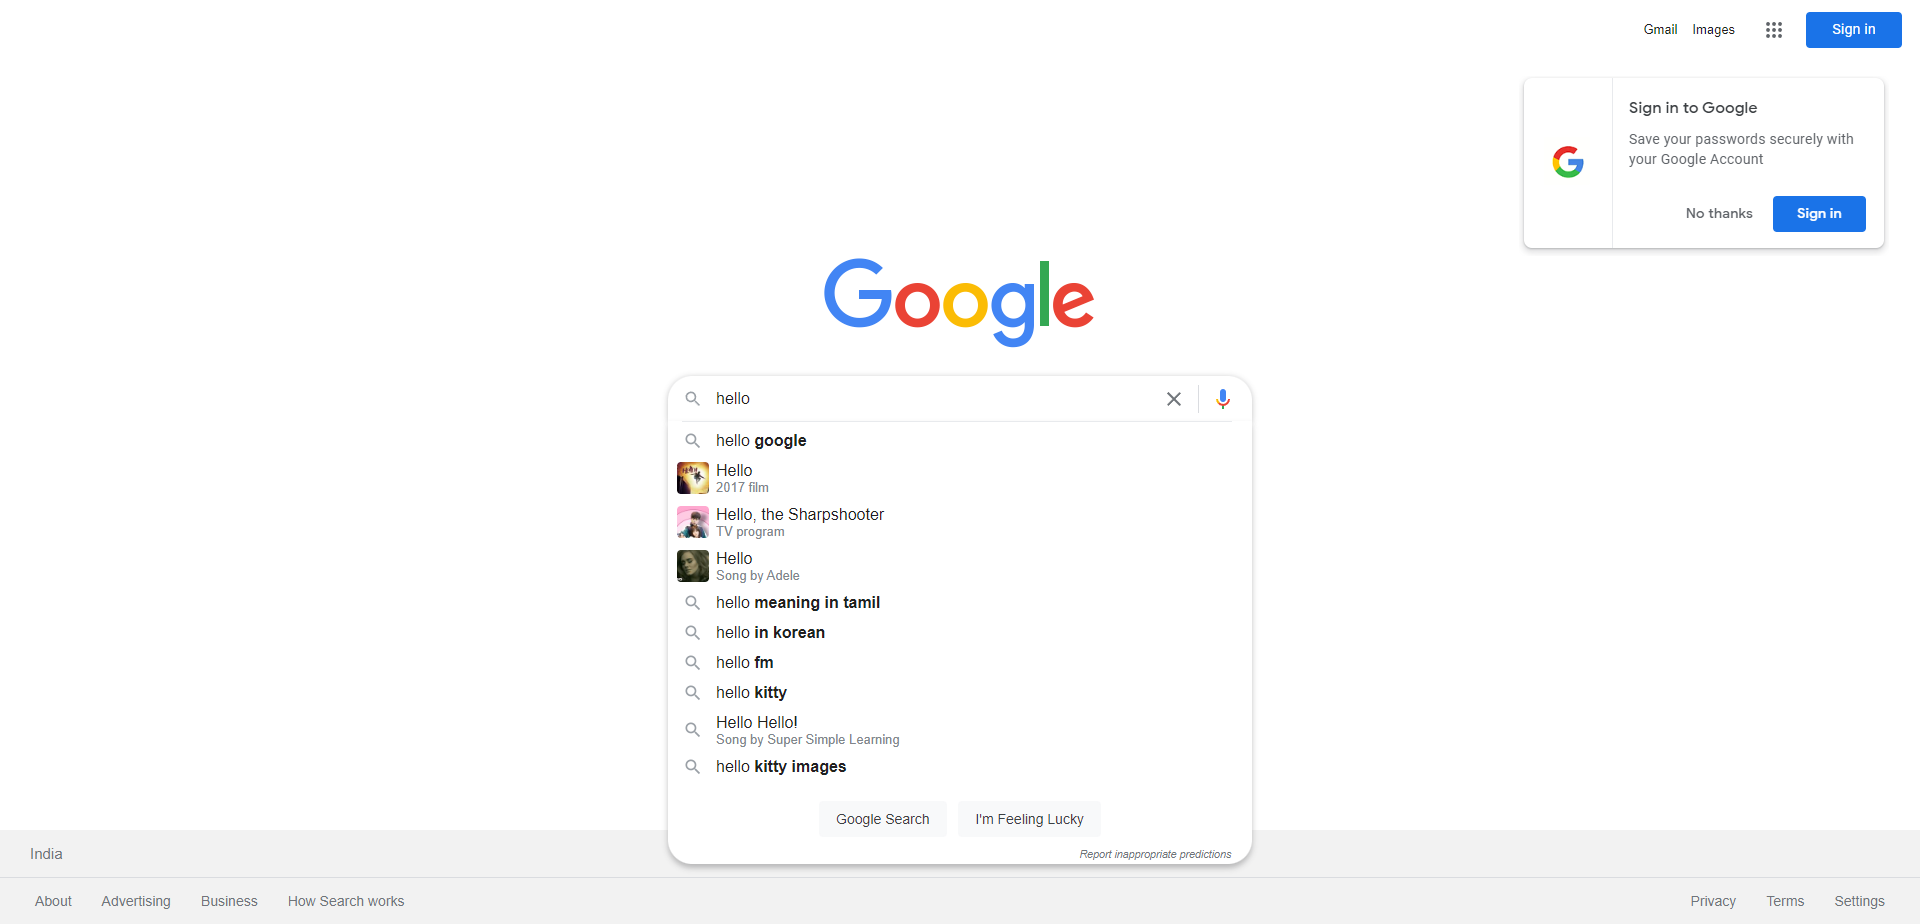 Gmail Images Sign in
Sign in to Google
Save your passwords securely with
your Google Account
No thanks Sign in
Google
hello
hello google
Hello
2017 film
Hello, the Sharpshooter
TV program
Hello
Song by Adele
hello meaning in tamil
hello in korean
hello fm
hello kitty
Hello Hello!
Song by Super Simple Learning
hello kitty images
Google Search I'm Feeling Lucky
Report inappropriate predictions
India
About Advertising Business How Search works Privacy Terms Settings